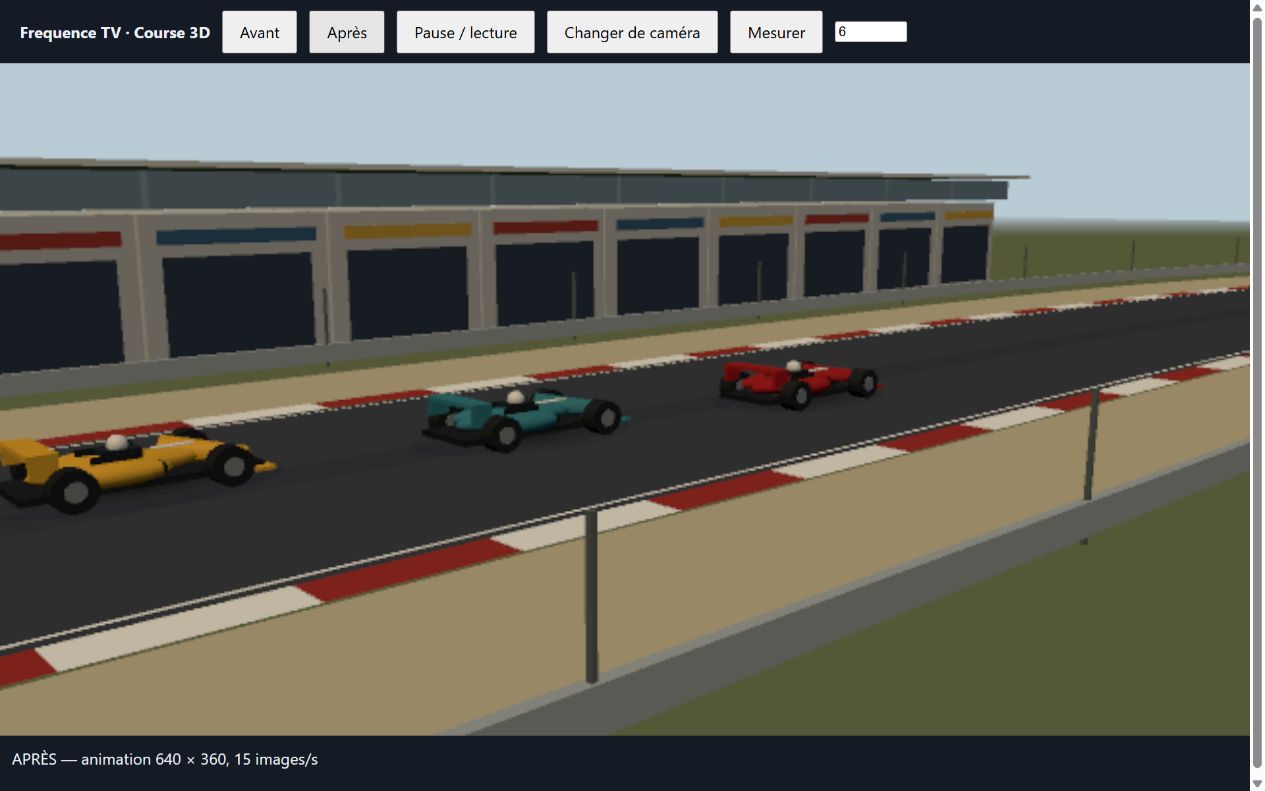 Frequence TV · Course 3D
Avant
Après
Pause / lecture
Changer de caméra
Mesurer
6
APRÈS — animation 640 × 360, 15 images/s